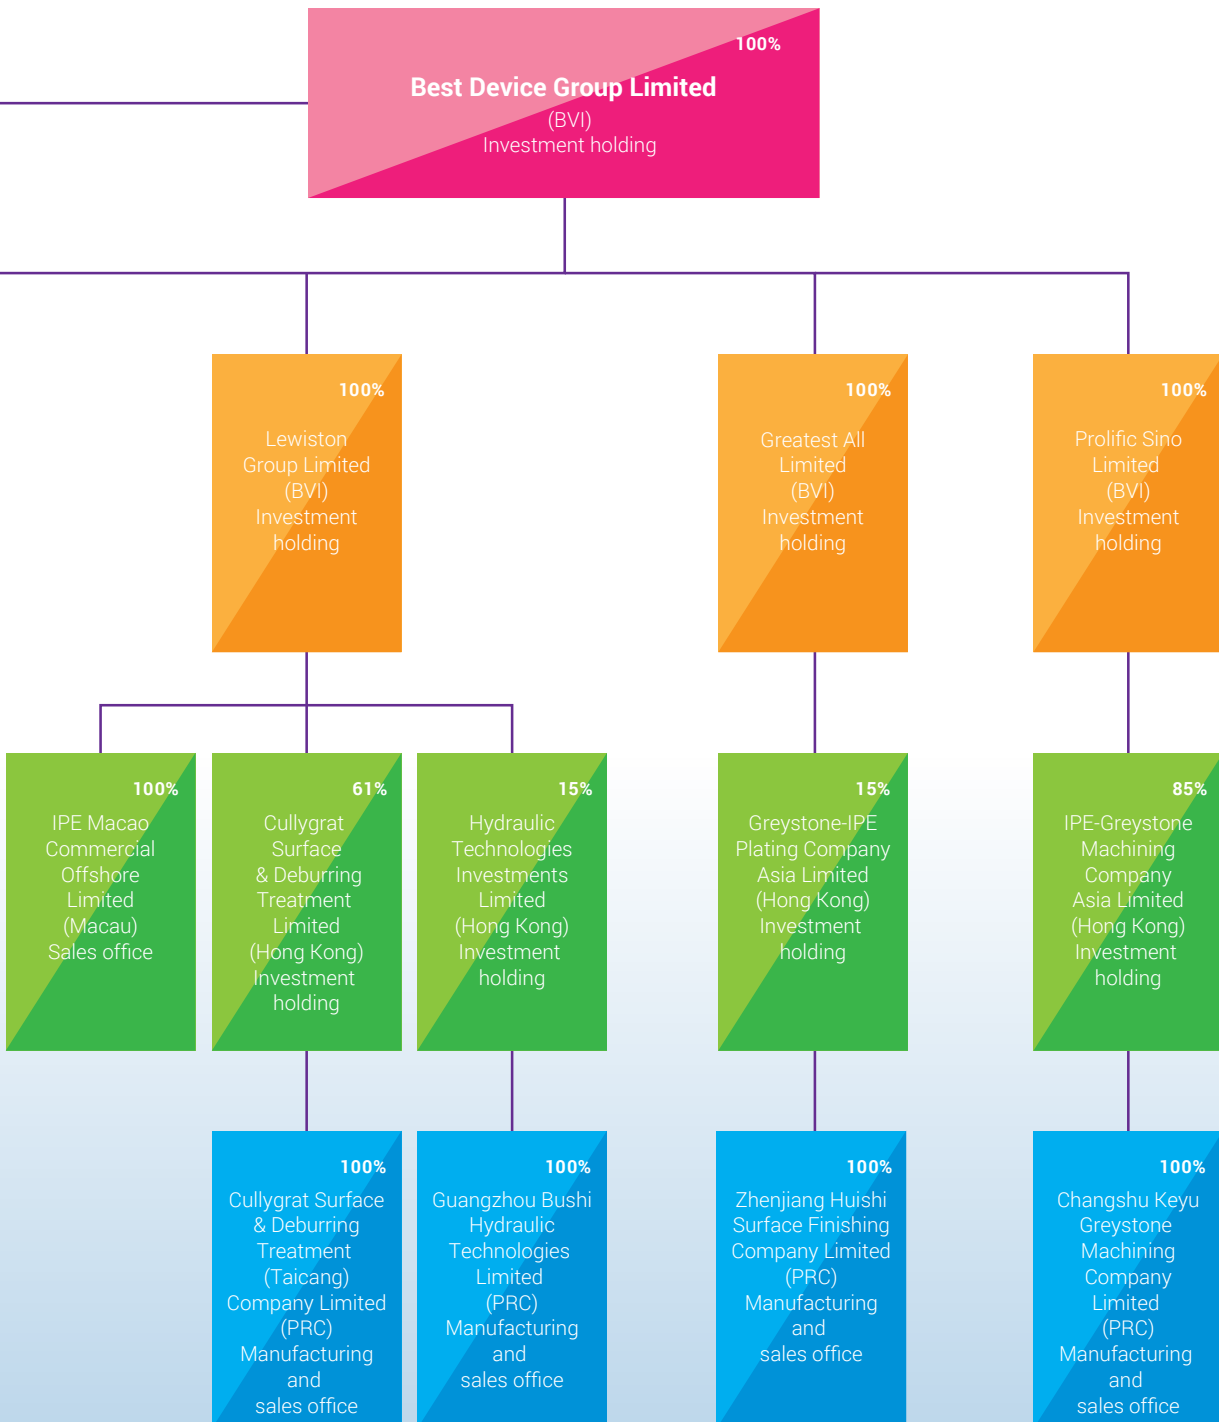 100%
Best Device Group Limited
(BVI)
Investment holding
100%
Lewiston
Group Limited
(BVI)
Investment
holding
100%
Greatest All
Limited
(BVI)
Investment
holding
100%
Prolific Sino
Limited
(BVI)
Investment
holding
100%
IPE Macao
Commercial
Offshore
Limited
(Macau)
Sales office
61%
Cullygrat
Surface
& Deburring
Treatment
Limited
(Hong Kong)
Investment
holding
15%
Hydraulic
Technologies
Investments
Limited
(Hong Kong)
Investment
holding
15%
Greystone-IPE
Plating Company
Asia Limited
(Hong Kong)
Investment
holding
85%
IPE-Greystone
Machining
Company
Asia Limited
(Hong Kong)
Investment
holding
100%
Cullygrat Surface
& Deburring
Treatment
(Taicang)
Company Limited
(PRC)
Manufacturing
and
sales office
100%
Guangzhou Bushi
Hydraulic
Technologies
Limited
(PRC)
Manufacturing
and
sales office
100%
Zhenjiang Huishi
Surface Finishing
Company Limited
(PRC)
Manufacturing
and
sales office
100%
Changshu Keyu
Greystone
Machining
Company
Limited
(PRC)
Manufacturing
and
sales office